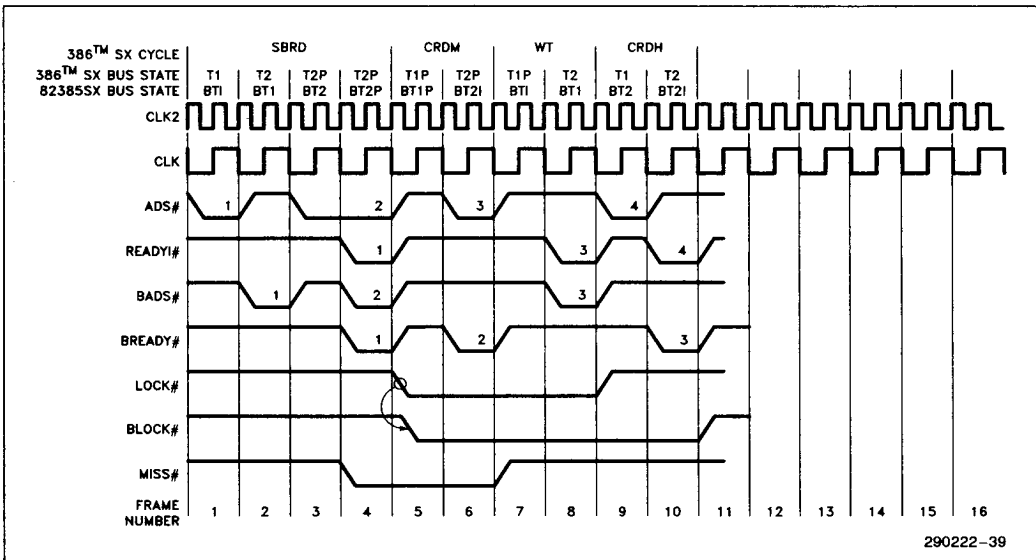 386TM SX CYCLE SBRD CRDM WT CRDH
386TM SX BUS STATE T1 T2 T2P T2P T1P T2P T1P T2 T1 T2
82385SX BUS STATE BTI BT1 BT2 BT2P BT1P BT2I BTI BT1 BT2 BT2I
CLK2
CLK
ADS# 1 2 3 4
READYI# 1 3 4
BADS# 1 2 3
BREADY# 1 2 3
LOCK#
BLOCK#
MISS#
FRAME
NUMBER 1 2 3 4 5 6 7 8 9 10 11 12 13 14 15 16
290222-39